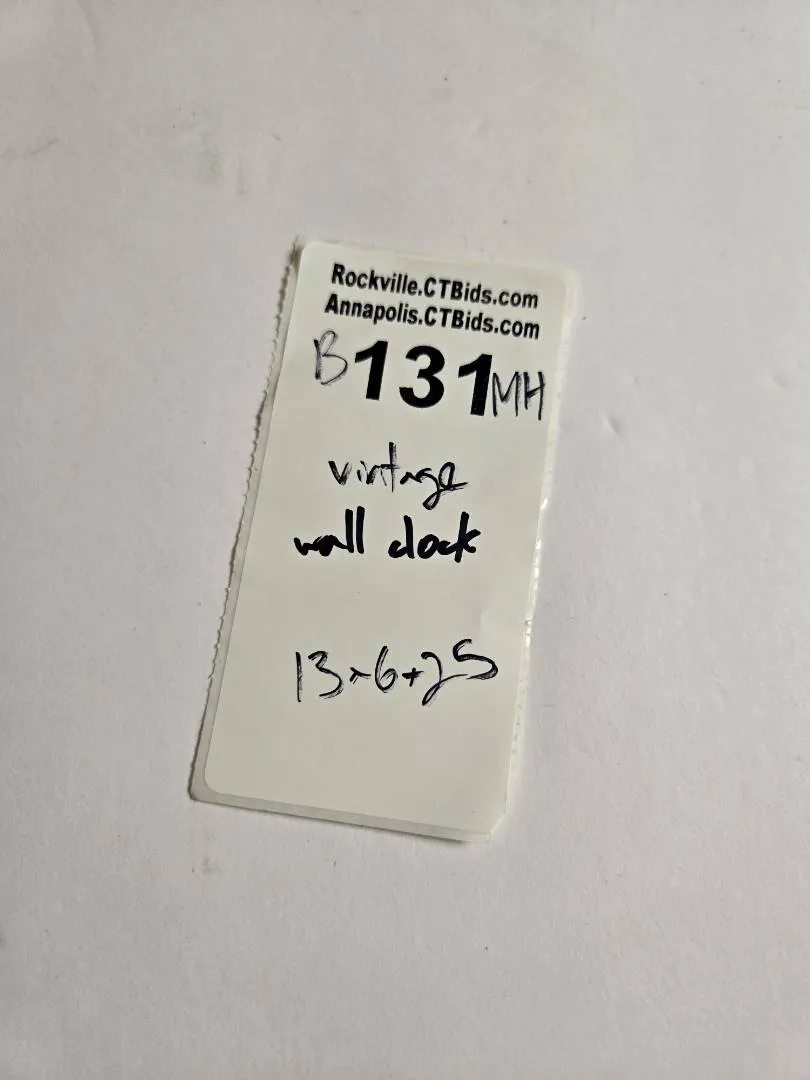 Rockville.CTBids.com
Annapolis.CTBids.com
B131MH
vintage
wall clock
13x6x25